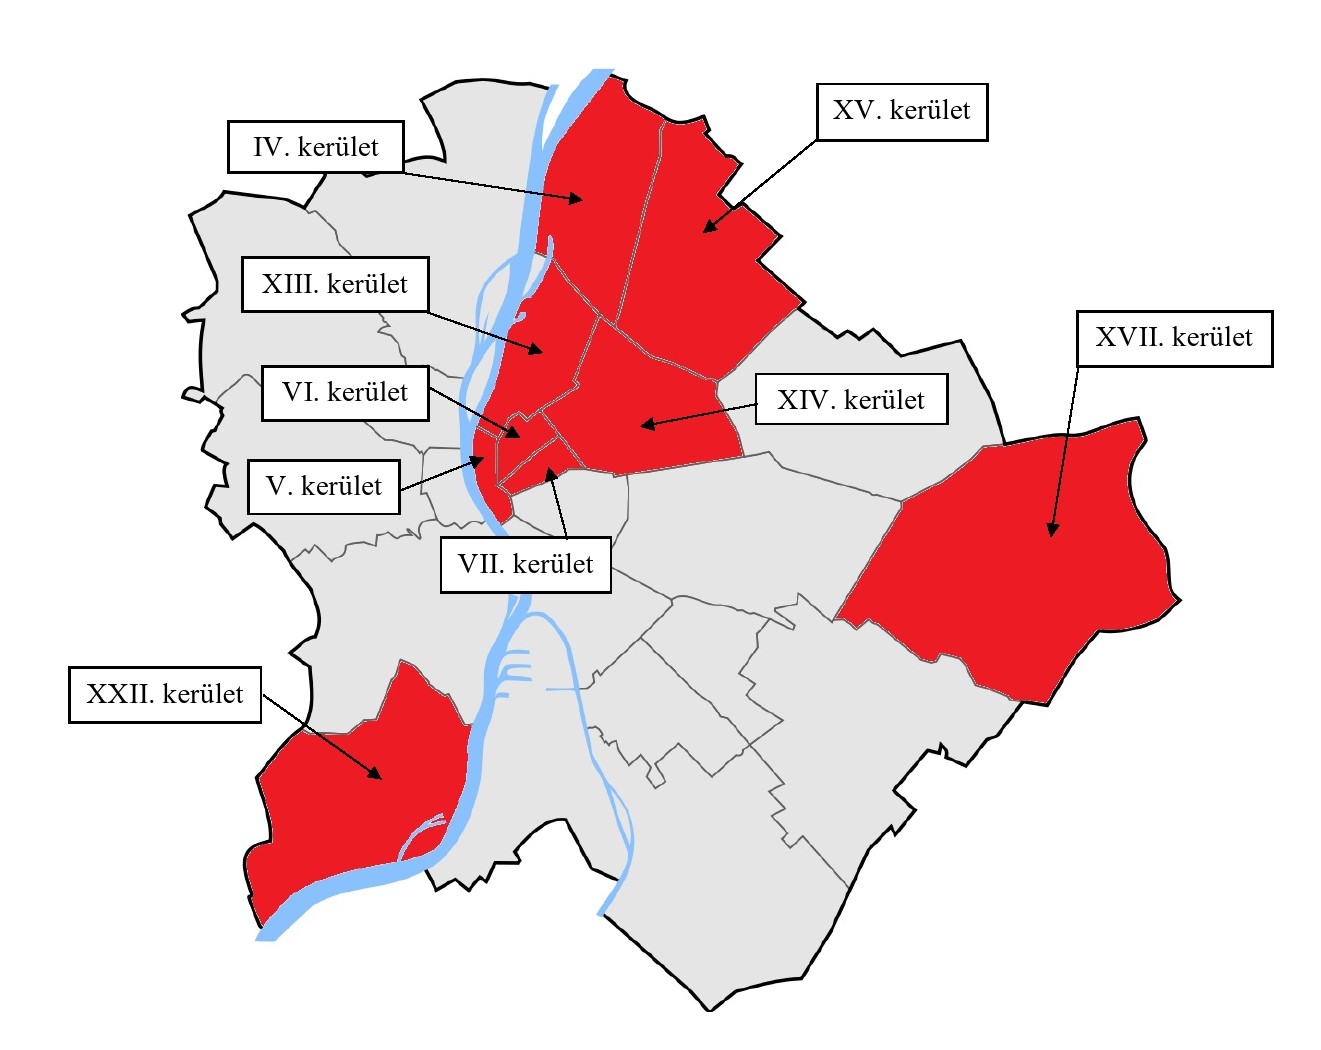 XV. kerület
IV. kerület
XIII. kerület
XVII. kerület
VI. kerület
XIV. kerület
V. kerület
VII. kerület
XXII. kerület